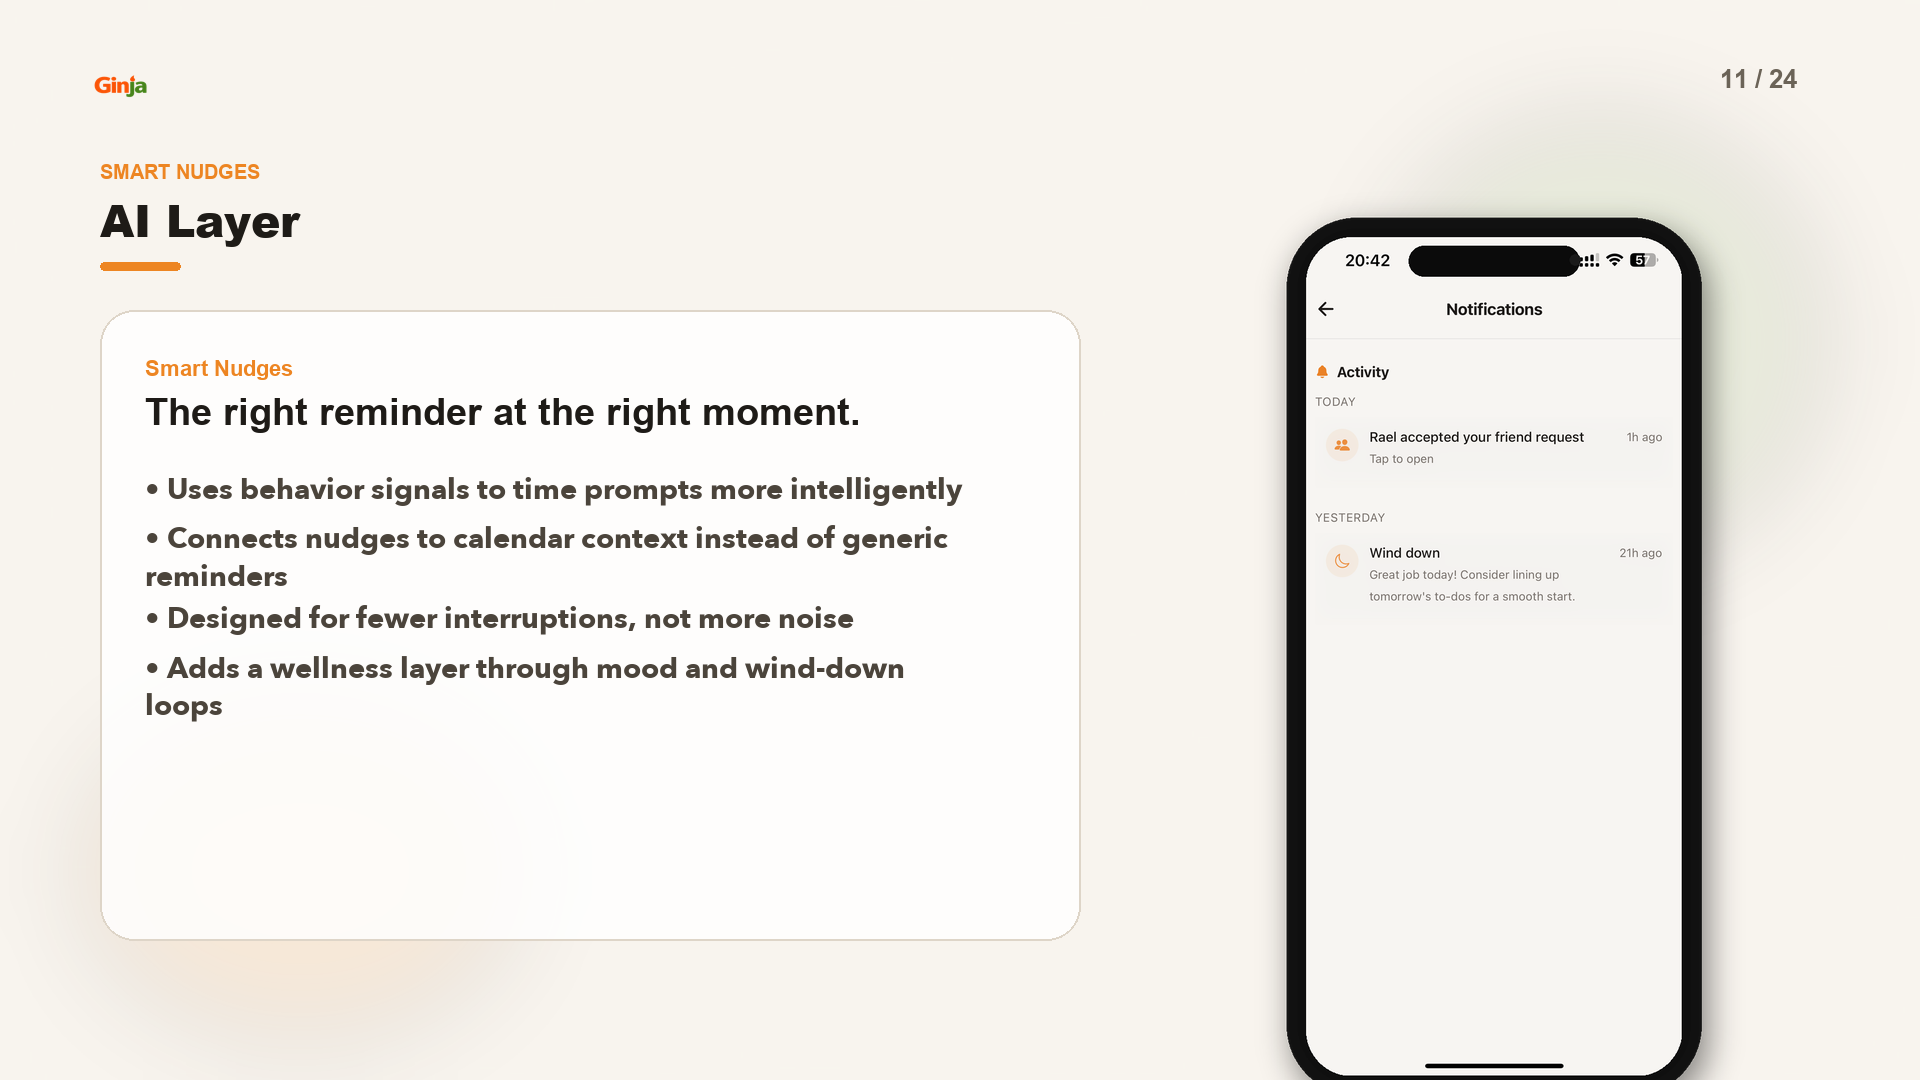 Ginja
11 / 24
SMART NUDGES
AI Layer
Smart Nudges
The right reminder at the right moment.
• Uses behavior signals to time prompts more intelligently
• Connects nudges to calendar context instead of generic
reminders
• Designed for fewer interruptions, not more noise
• Adds a wellness layer through mood and wind-down
loops
20:42
57
Notifications
Activity
TODAY
Rael accepted your friend request
1h ago
Tap to open
YESTERDAY
Wind down
21h ago
Great job today! Consider lining up
tomorrow's to-dos for a smooth start.